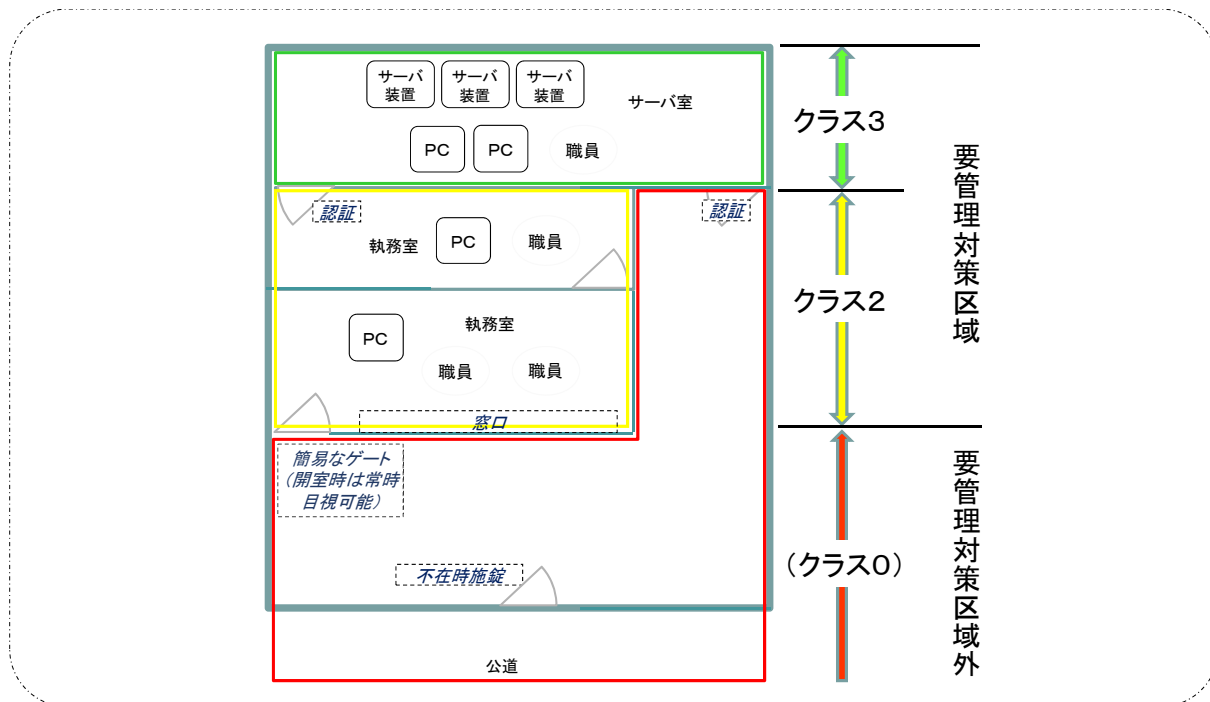 サーバ
装置
サーバ
装置
サーバ
装置
サーバ室
PC
PC
職員
クラス3
要管理対策区域
認証
認証
執務室
PC
職員
クラス2
執務室
PC
職員
職員
窓口
簡易なゲート
(開室時は常時
目視可能)
要管理対策区域外
(クラス0)
不在時施錠
公道